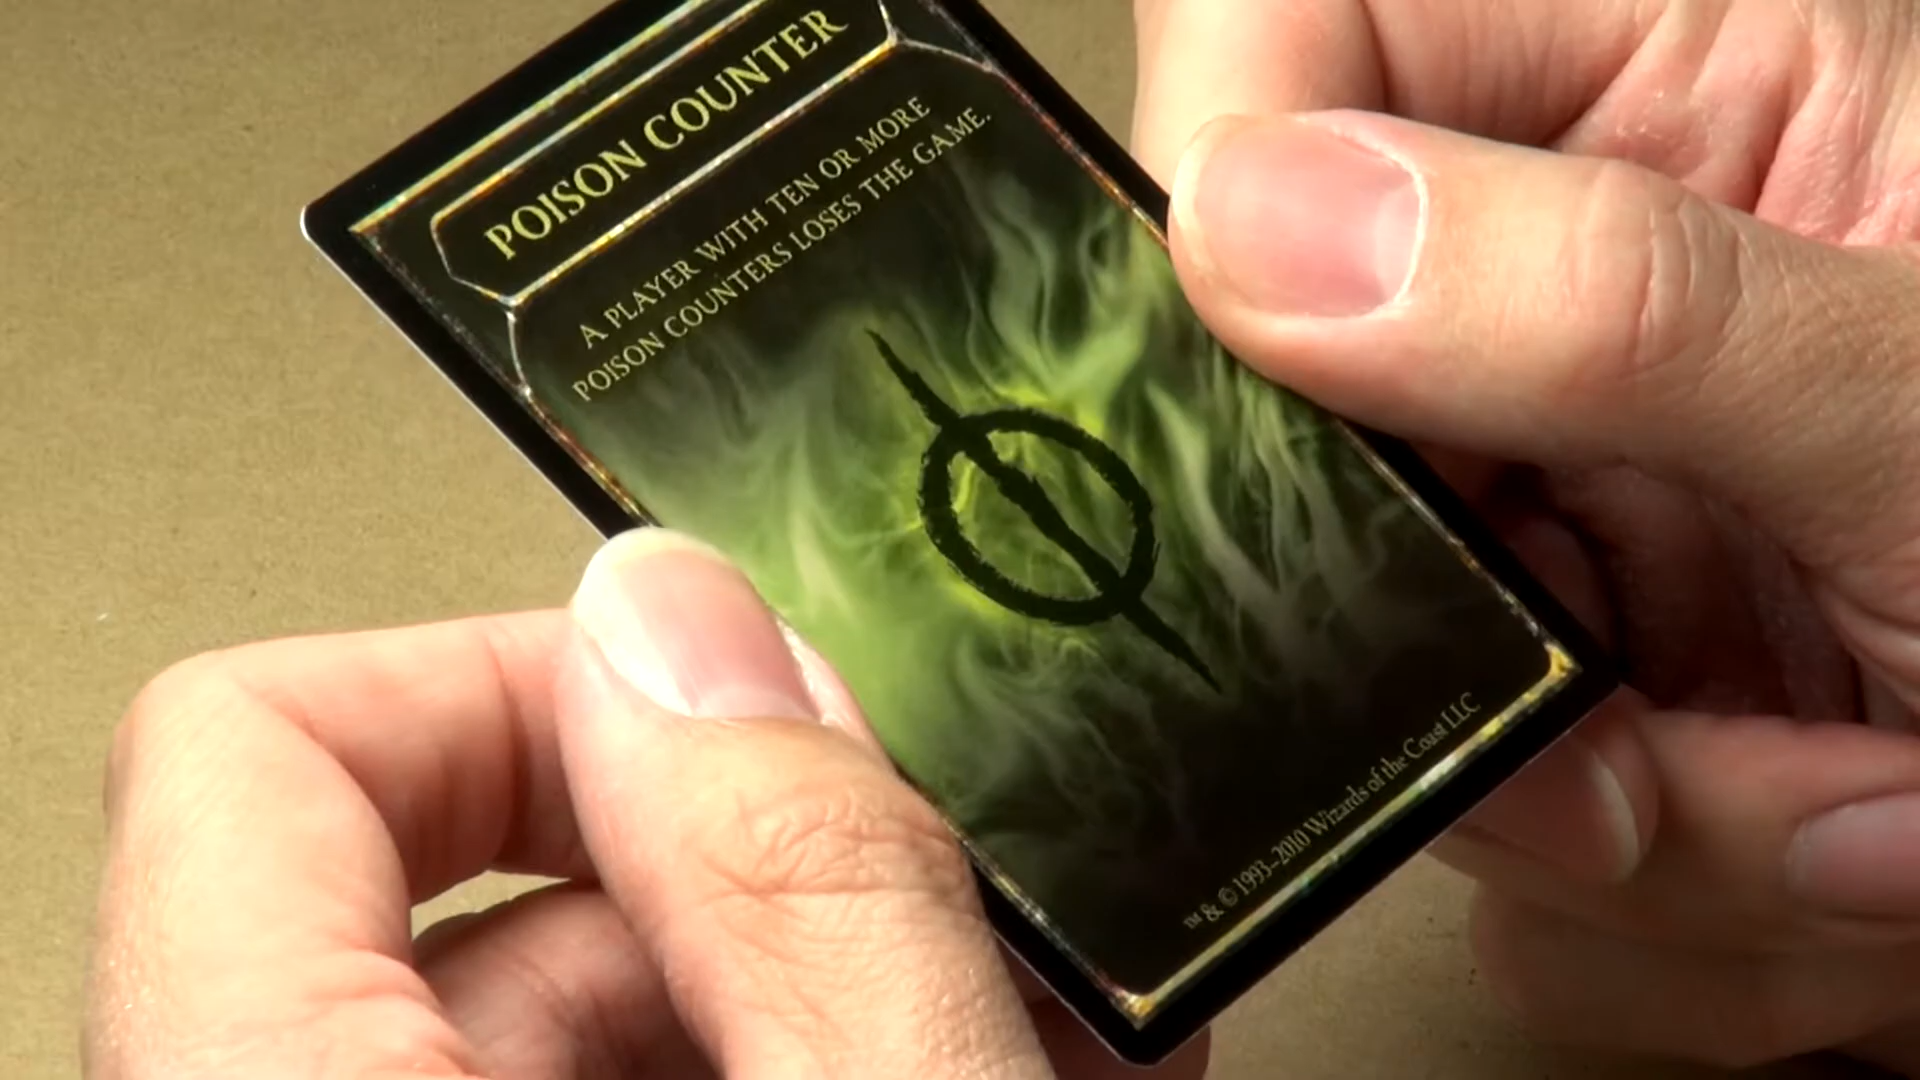 POISON COUNTER
A PLAYER WITH TEN OR MORE
POISON COUNTERS LOSES THE GAME.
™ & © 1993–2010 Wizards of the Coast LLC